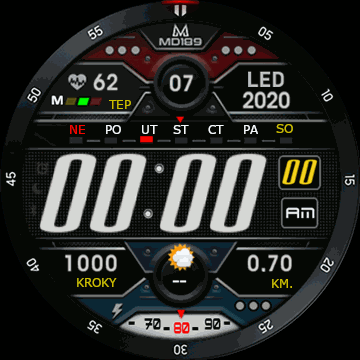 05
10
15
20
25
30
35
40
45
50
55
MD189
62
07
LED
2020
M
TEP
NE PO UT ST CT PA SO
00:00
00
AM
1000
KROKY
--
0.70
KM.
- 70 - 80 - 90 -